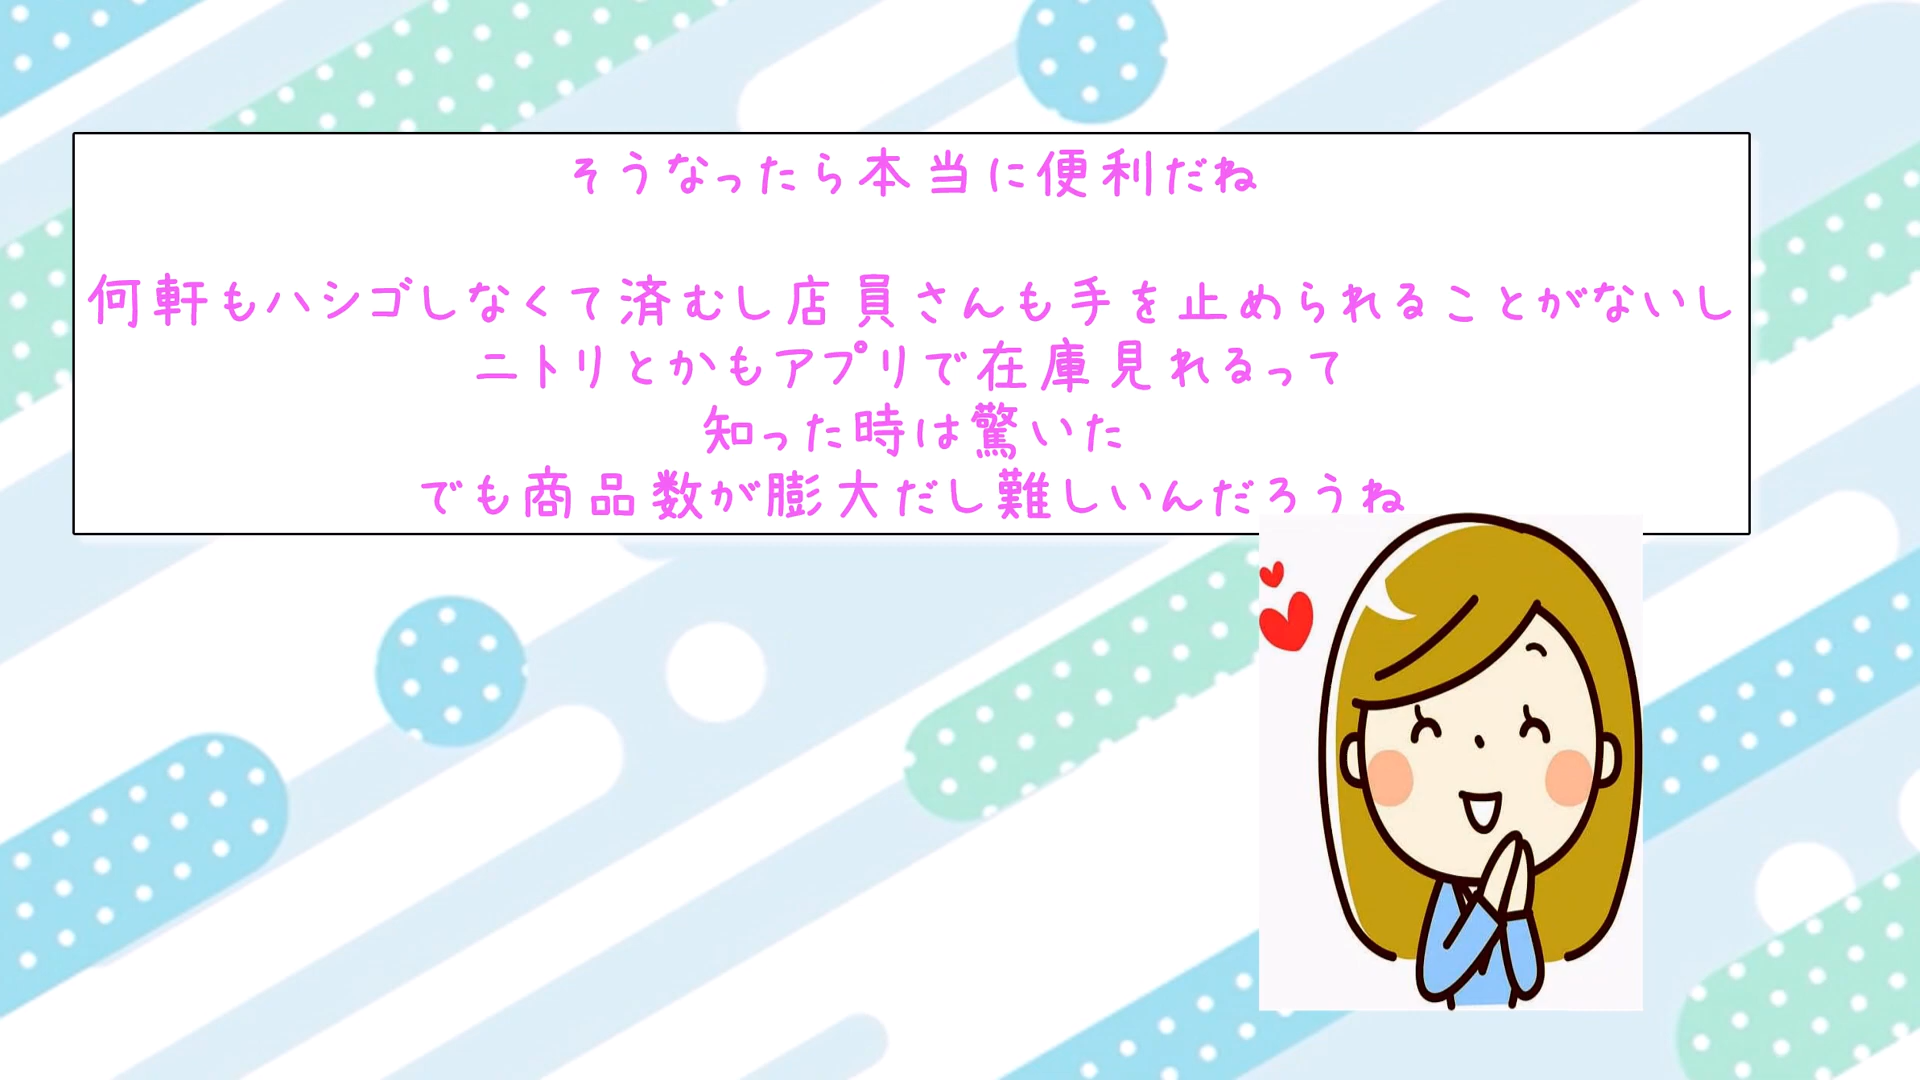 そうなったら本当に便利だね
何軒もハシゴしなくて済むし店員さんも手を止められることがないし
ニトリとかもアプリで在庫見れるって
知った時は驚いた
でも商品数が膨大だし難しいんだろうね